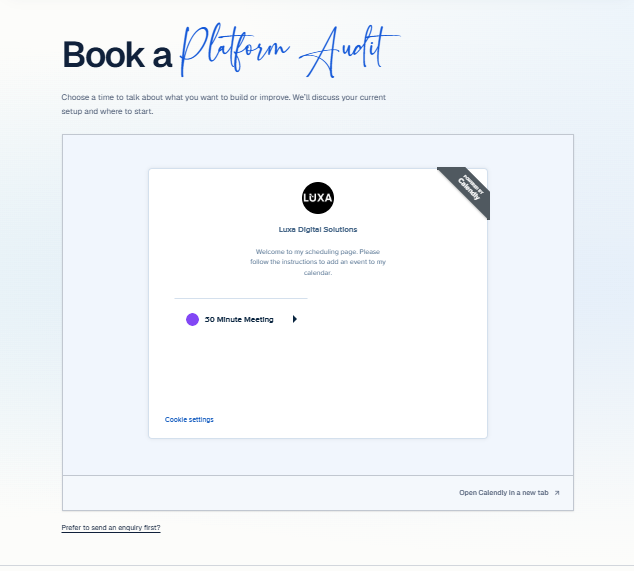 Book a Platform Audit
Choose a time to talk about what you want to build or improve. We'll discuss your current
setup and where to start.
POWERED BY
Calendly
LUXA
Luxa Digital Solutions
Welcome to my scheduling page. Please
follow the instructions to add an event to my
calendar.
30 Minute Meeting
Cookie settings
Open Calendly in a new tab
Prefer to send an enquiry first?